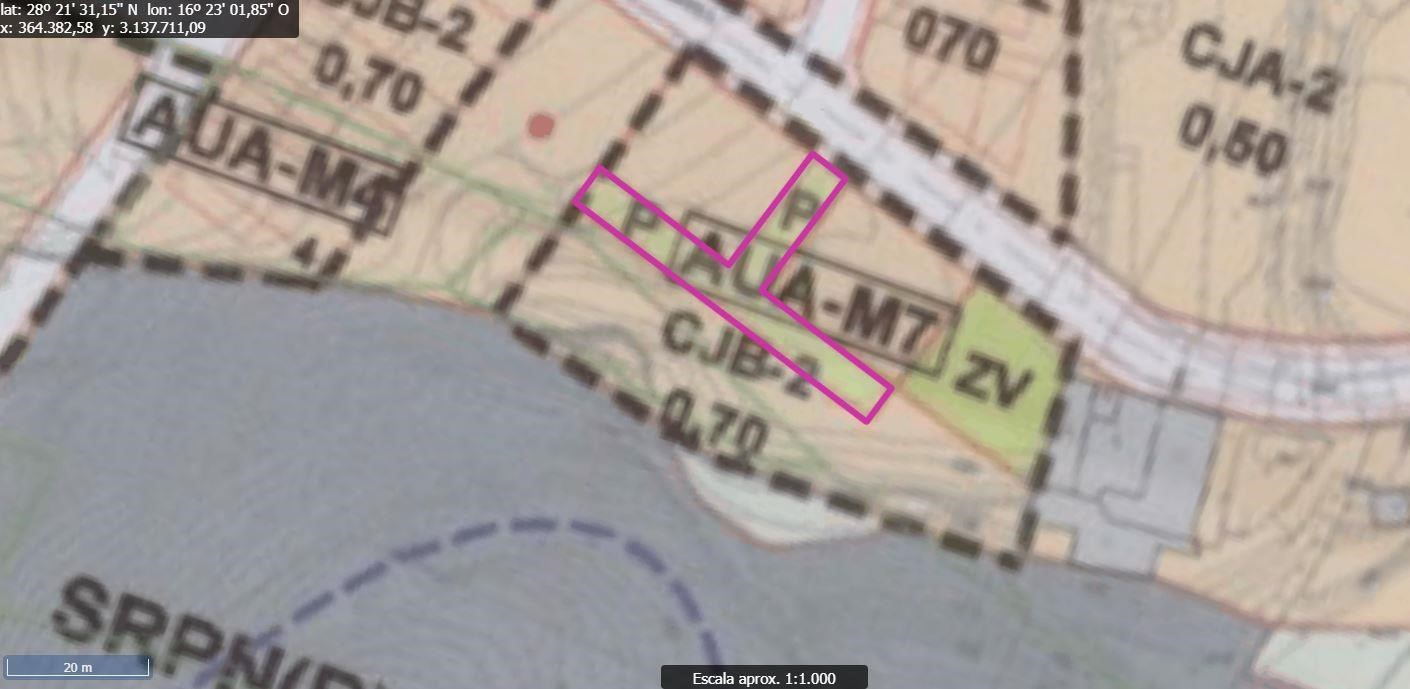 lat: 28º 21' 31,15" N lon: 16º 23' 01,85" O
x: 364.382,58 y: 3.137.711,09
CJB-2
0,70
070
CJA-2
0,50
AUA-M4
P
P
AUA-M7
CJB-2
0,70
ZV
20 m
Escala aprox. 1:1.000